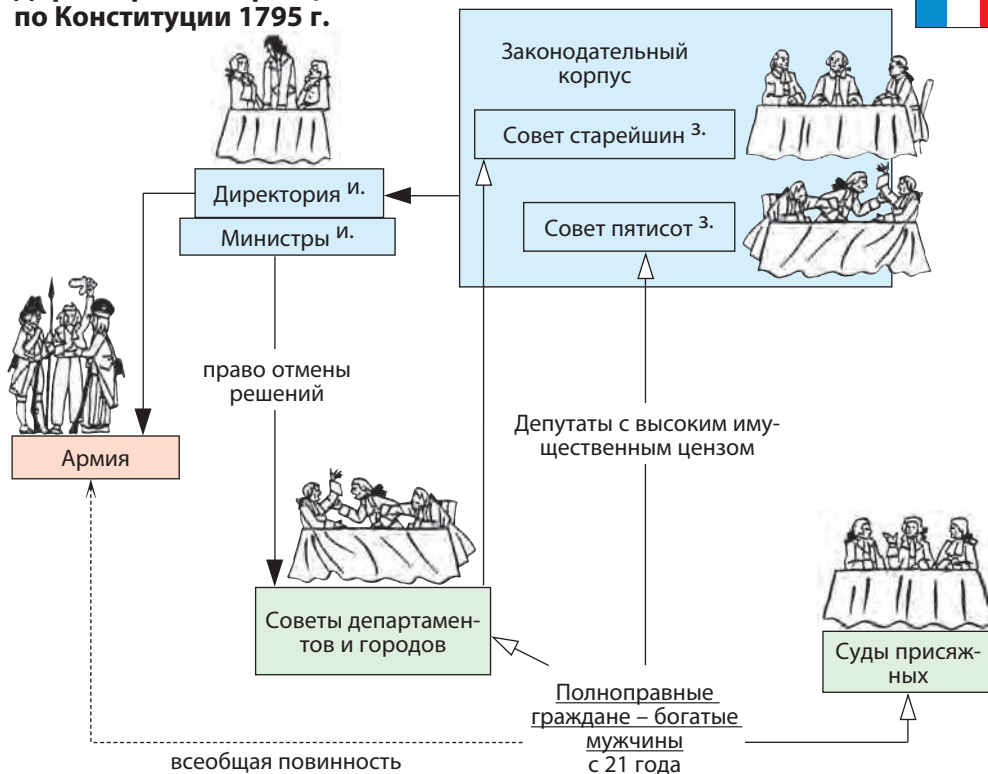 по Конституции 1795 г.
Законодательный
корпус
Совет старейшин з.
Директория и.
Министры и.
Совет пятисот з.
право отмены
решений
Депутаты с высоким иму-
щественным цензом
Армия
Советы департамен-
тов и городов
Суды присяж-
ных
Полноправные
граждане – богатые
мужчины
с 21 года
всеобщая повинность